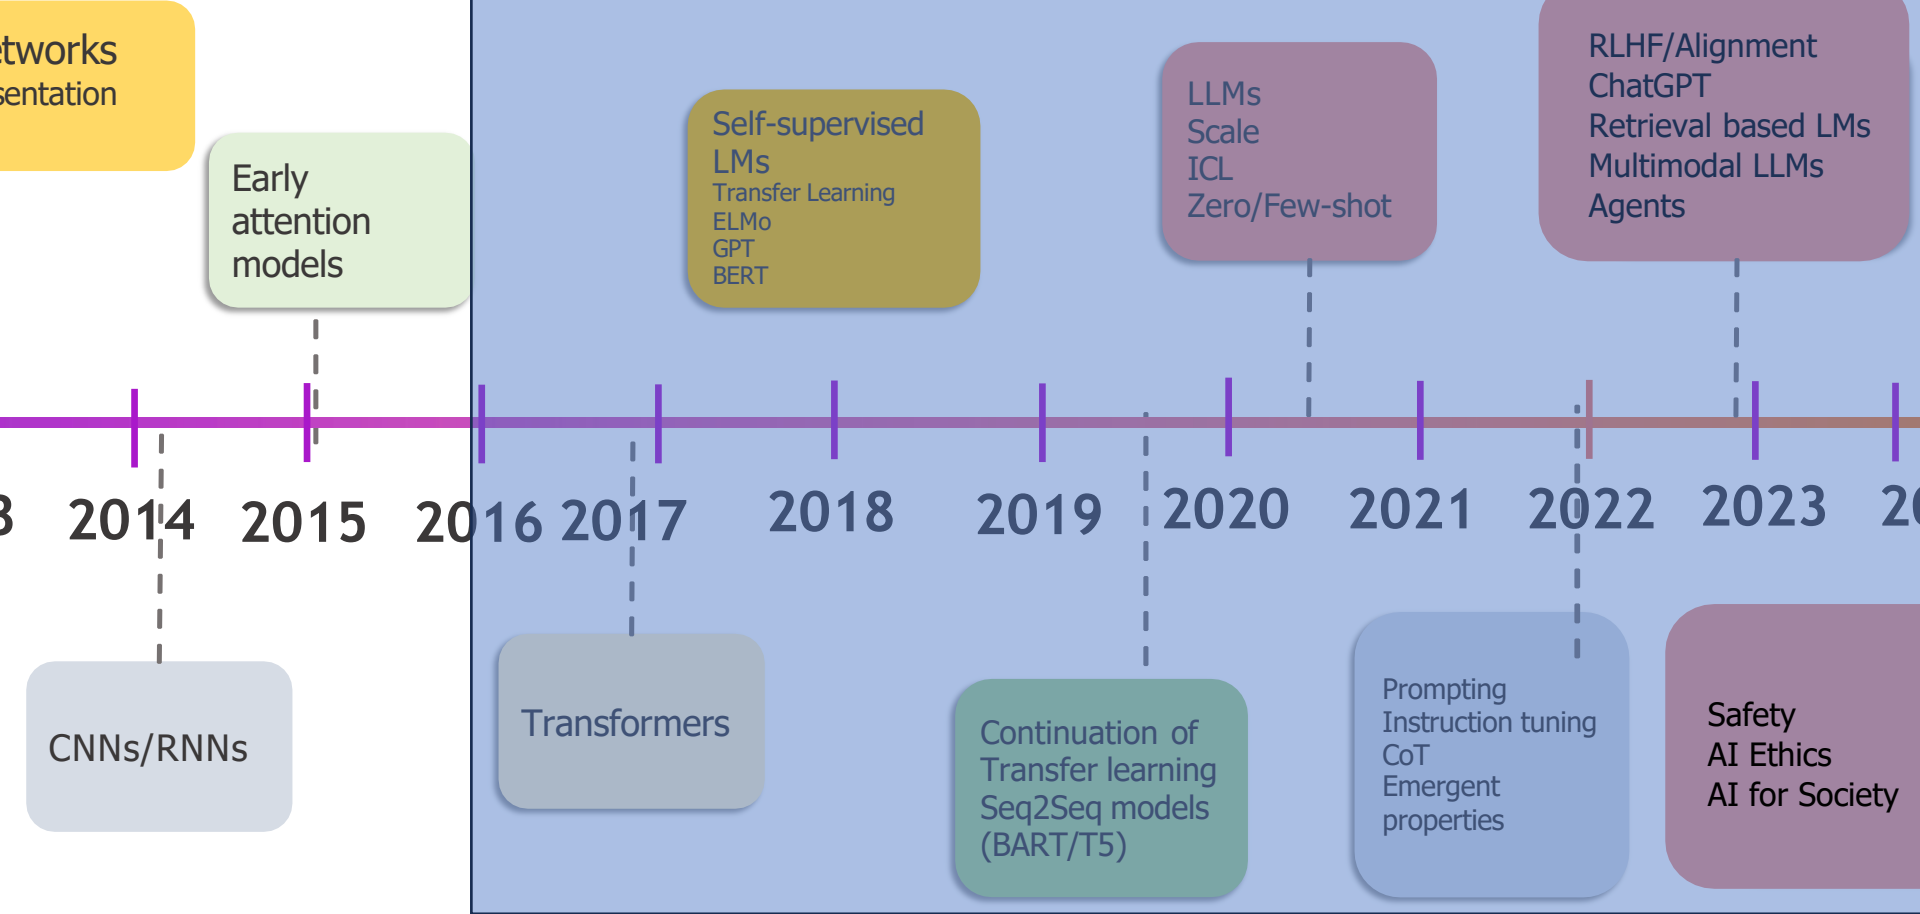 RLHF/Alignment
ChatGPT
Retrieval based LMs
Multimodal LLMs
Agents
LLMs
Scale
ICL
Zero/Few-shot
Self-supervised
LMs
Transfer Learning
ELMo
GPT
BERT
Early
attention
models
2014 2015 2016 2017 2018 2019 2020 2021 2022 2023
CNNs/RNNs
Transformers
Continuation of
Transfer learning
Seq2Seq models
(BART/T5)
Prompting
Instruction tuning
CoT
Emergent
properties
Safety
AI Ethics
AI for Society